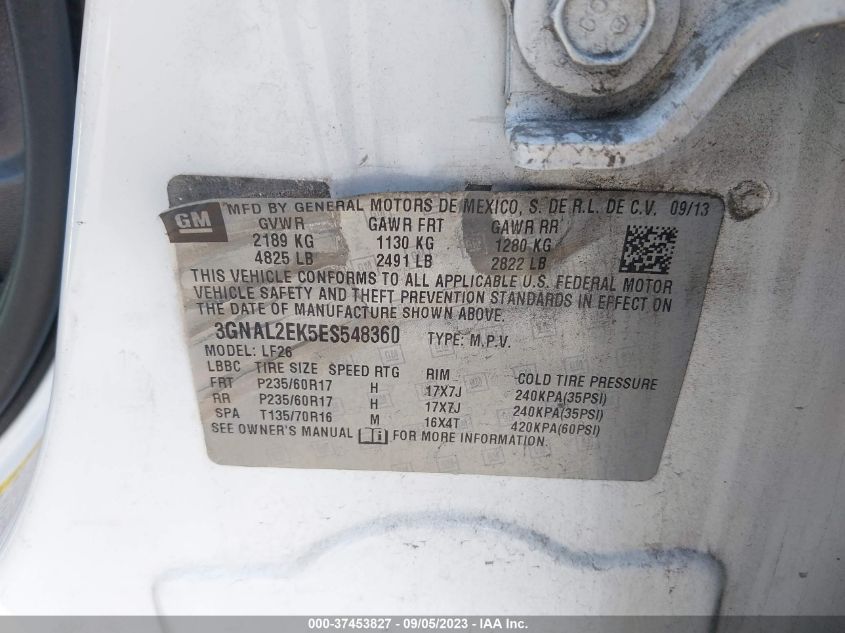 GM MFD BY GENERAL MOTORS DE MEXICO, S. DE R.L. DE C.V. 09/13
GVWR GAWR FRT GAWR RR
2189 KG 1130 KG 1280 KG
4825 LB 2491 LB 2822 LB
THIS VEHICLE CONFORMS TO ALL APPLICABLE U.S. FEDERAL MOTOR
VEHICLE SAFETY AND THEFT PREVENTION STANDARDS IN EFFECT ON
THE DATE OF MANUFACTURE SHOWN ABOVE.
3GNAL2EK5ES548360 TYPE: M.P.V.
MODEL: LF26
LBBC TIRE SIZE SPEED RTG RIM COLD TIRE PRESSURE
FRT P235/60R17 H 17X7J 240KPA(35PSI)
RR P235/60R17 H 17X7J 240KPA(35PSI)
SPA T135/70R16 M 16X4T 420KPA(60PSI)
SEE OWNER'S MANUAL FOR MORE INFORMATION.
000-37453827 - 09/05/2023 - IAA Inc.